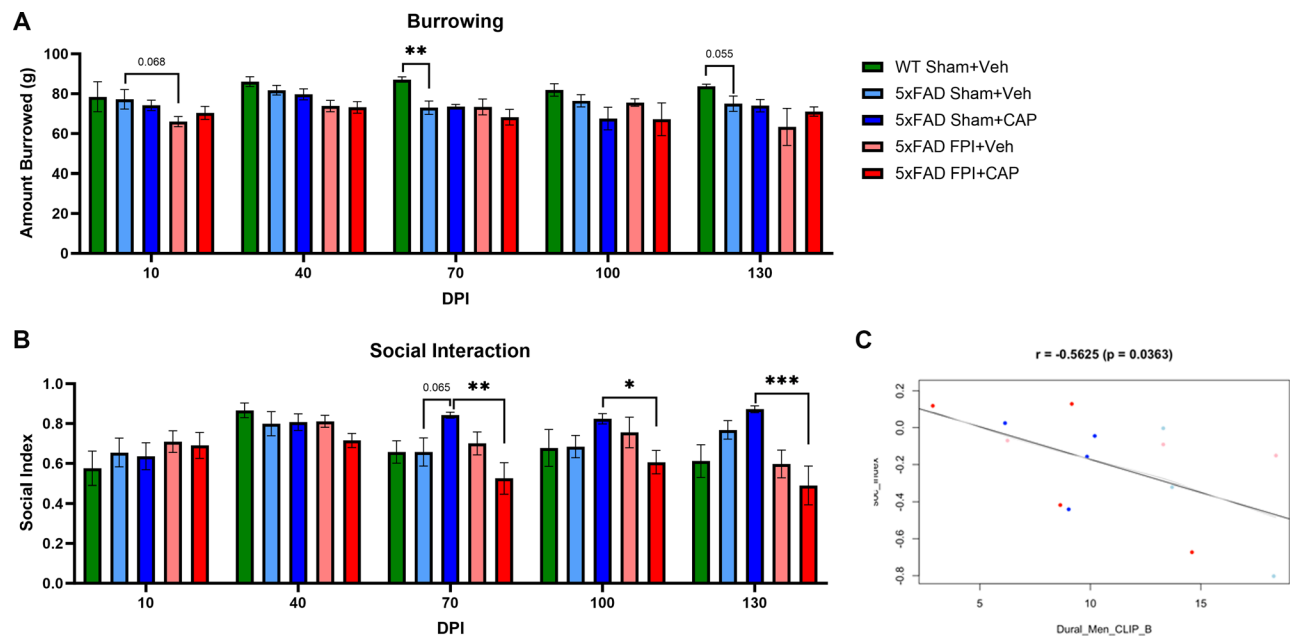 A
Burrowing
Amount Burrowed (g)
100
80
60
40
20
0
0.068
**
0.055
10
40
70
100
130
DPI
WT Sham+Veh
5xFAD Sham+Veh
5xFAD Sham+CAP
5xFAD FPI+Veh
5xFAD FPI+CAP
B
Social Interaction
Social Index
1.0
0.8
0.6
0.4
0.2
0.0
0.065
**
*
***
10
40
70
100
130
DPI
C
r = -0.5625 (p = 0.0363)
soc_index
0.2
0.0
-0.2
-0.4
-0.6
-0.8
5
10
15
Dural_Men_CLIP_B